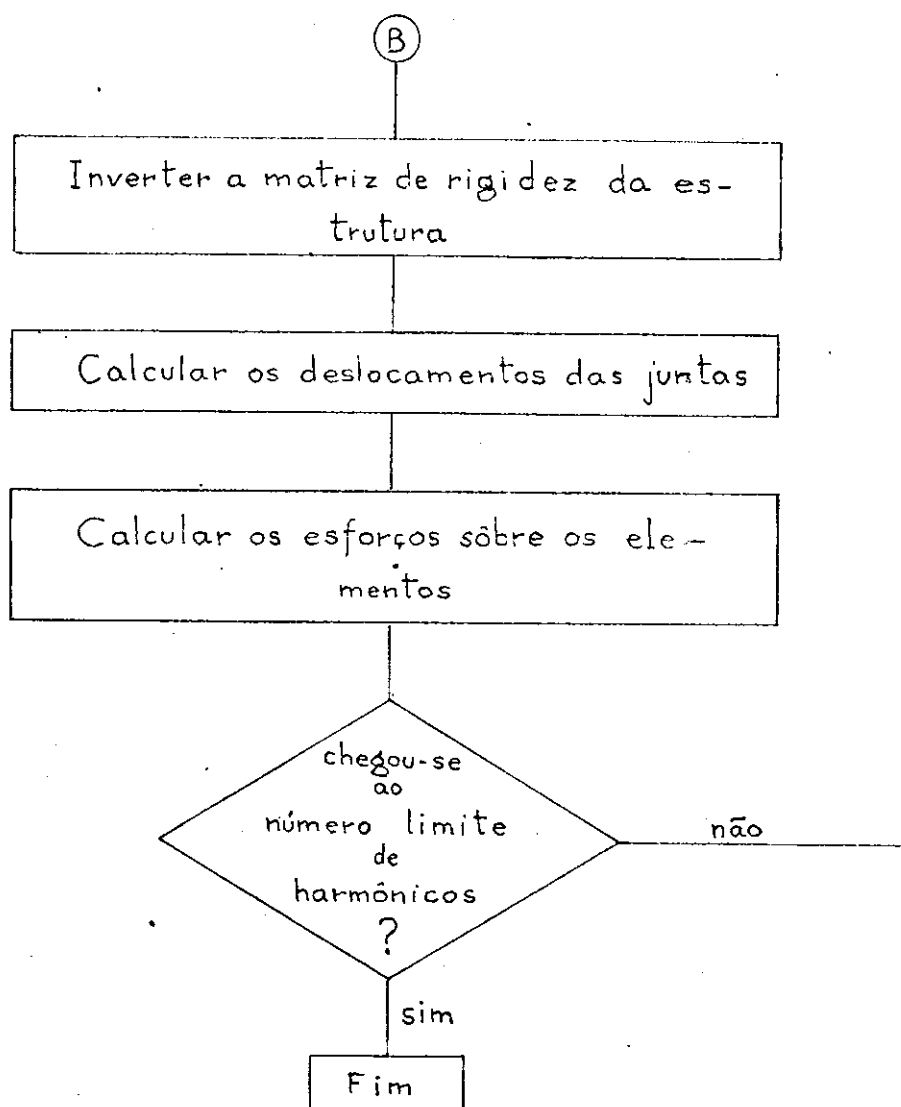 B
Inverter a matriz de rigidez da es-
trutura
Calcular os deslocamentos das juntas
Calcular os esforços sôbre os ele-
mentos
chegou-se
ao
número limite
de
harmônicos
?
não
sim
Fim